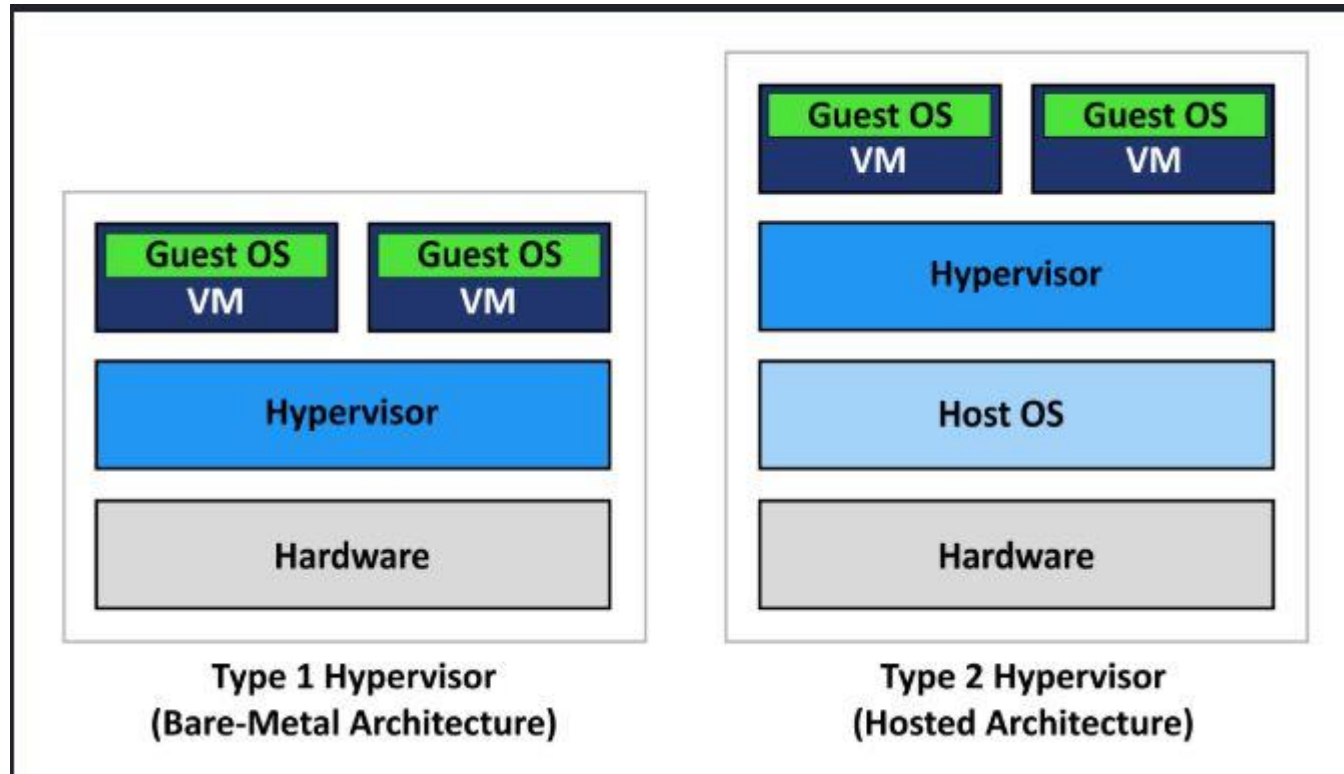 Guest OS
VM
Guest OS
VM
Hypervisor
Hardware
Type 1 Hypervisor
(Bare-Metal Architecture)
Guest OS
VM
Guest OS
VM
Hypervisor
Host OS
Hardware
Type 2 Hypervisor
(Hosted Architecture)